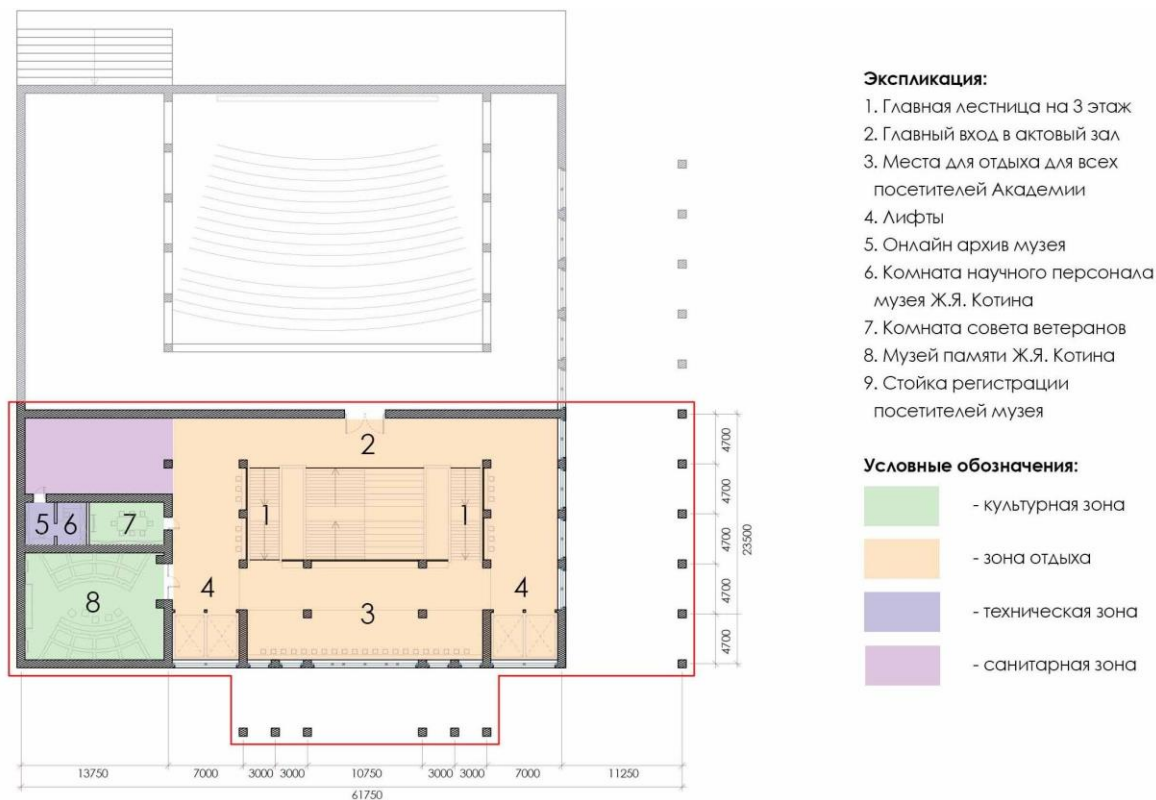 Экспликация:
1. Главная лестница на 3 этаж
2. Главный вход в актовый зал
3. Места для отдыха для всех
посетителей Академии
4. Лифты
5. Онлайн архив музея
6. Комната научного персонала
музея Ж.Я. Котина
7. Комната совета ветеранов
8. Музей памяти Ж.Я. Котина
9. Стойка регистрации
посетителей музея
Условные обозначения:
- культурная зона
- зона отдыха
- техническая зона
- санитарная зона
2
1
1
5
6
7
4
4
8
3
4700
4700
4700
4700
4700
23500
13750
7000
3000
3000
10750
3000
3000
7000
11250
61750